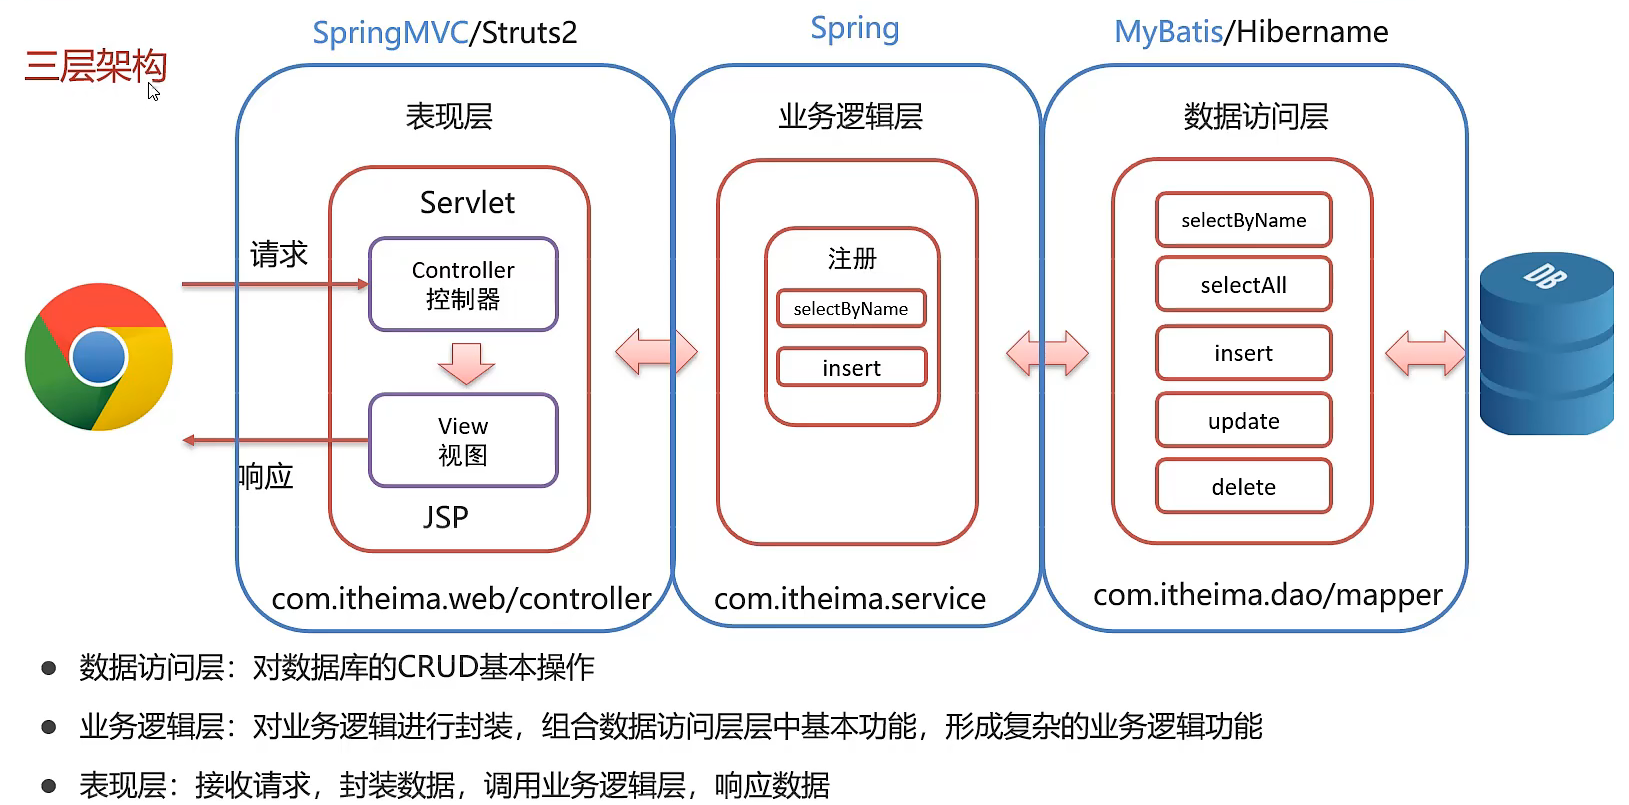 三层架构
SpringMVC/Struts2
Spring
MyBatis/Hibername
表现层
业务逻辑层
数据访问层
Servlet
请求
Controller
控制器
View
视图
响应
JSP
注册
selectByName
insert
selectByName
selectAll
insert
update
delete
DB
com.itheima.web/controller
com.itheima.service
com.itheima.dao/mapper
● 数据访问层：对数据库的CRUD基本操作
● 业务逻辑层：对业务逻辑进行封装，组合数据访问层层中基本功能，形成复杂的业务逻辑功能
● 表现层：接收请求，封装数据，调用业务逻辑层，响应数据